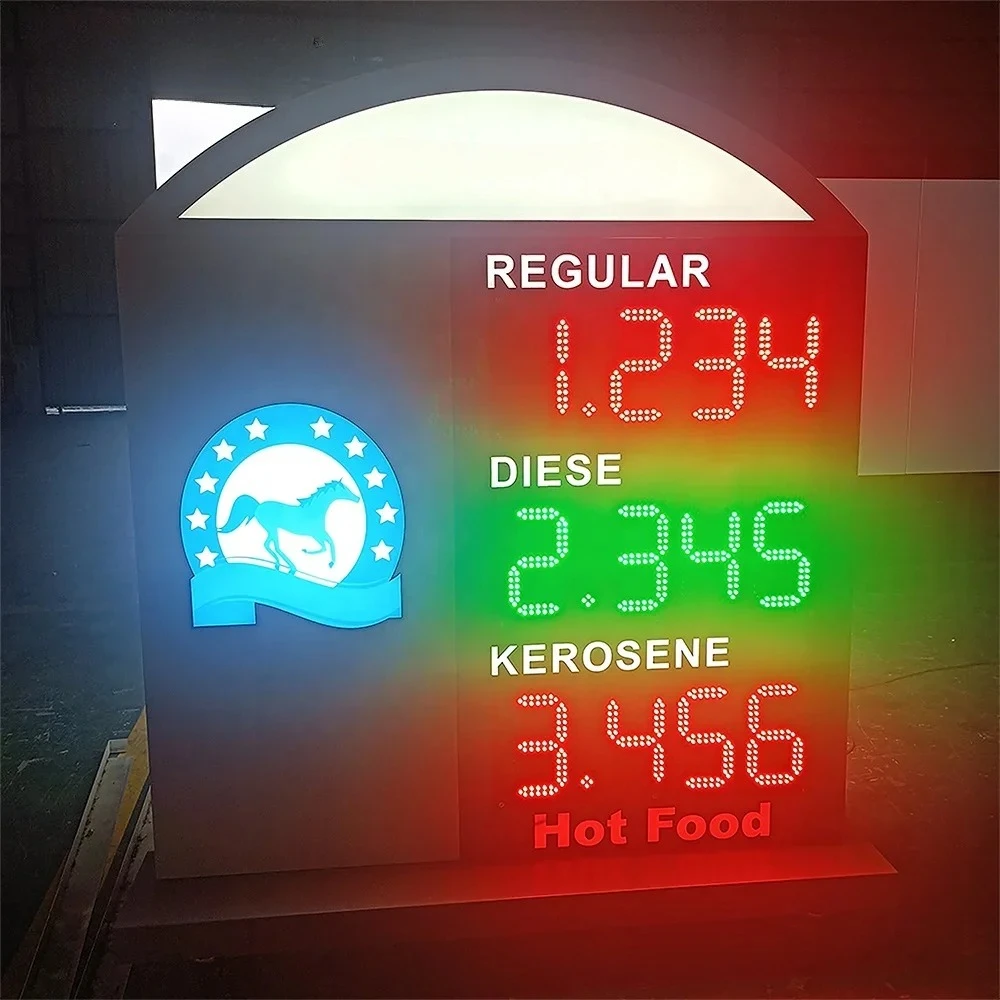 REGULAR
1.234
DIESE
2.345
KEROSENE
3.456
Hot Food